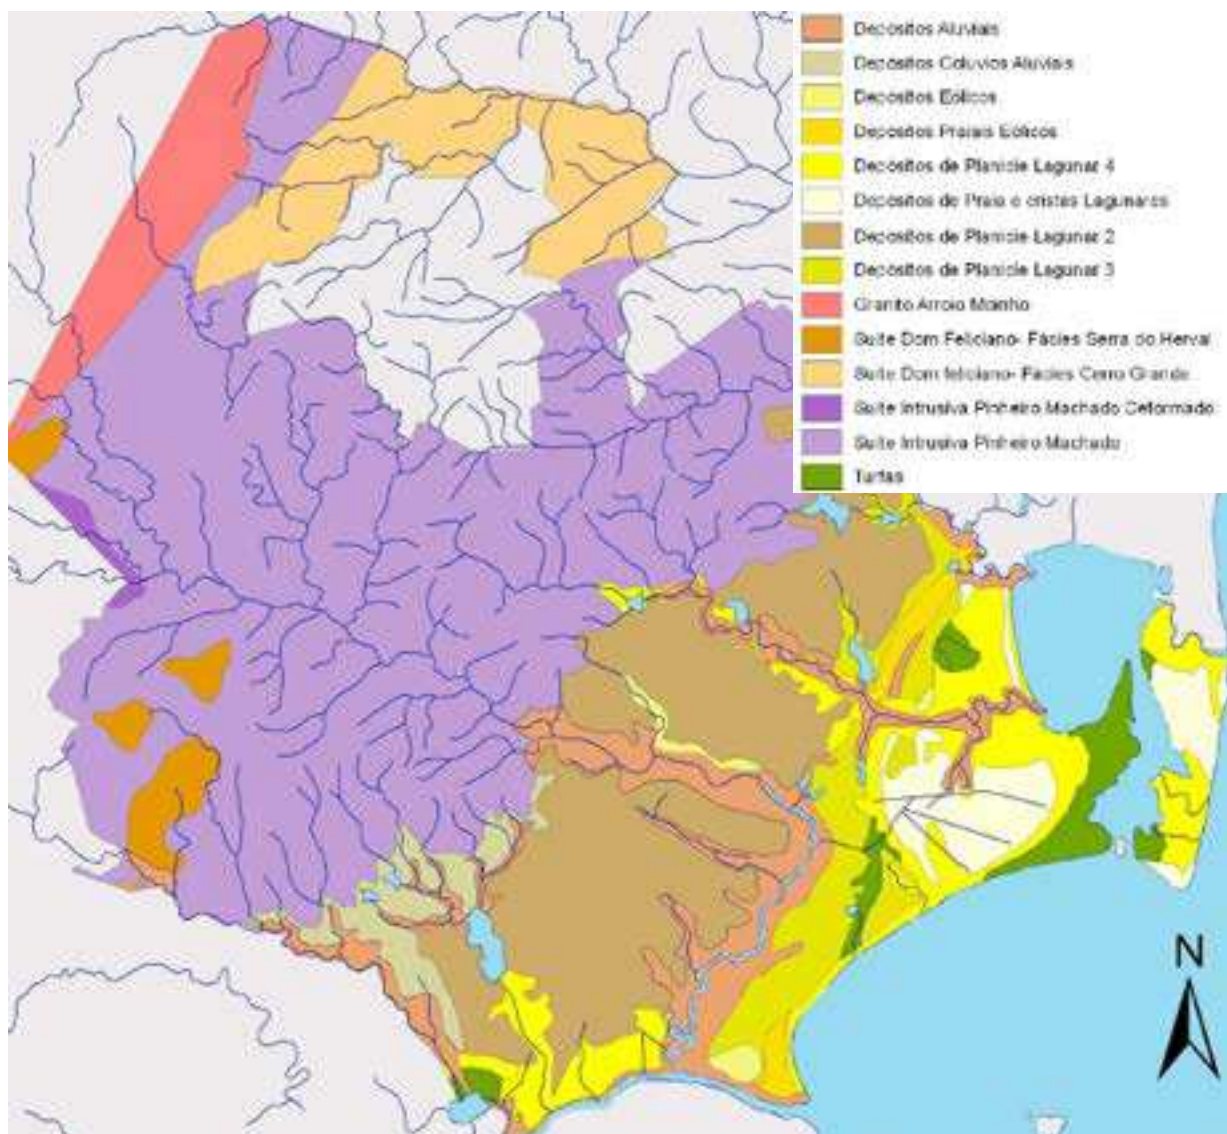 Depósitos Aluviais
Depósitos Colúvios Aluviais
Depósitos Eólicos
Depósitos Praiais Eólicos
Depósitos de Planície Lagunar 4
Depósitos de Praia e cristas Lagunares
Depósitos de Planície Lagunar 2
Depósitos de Planície Lagunar 3
Granito Arroio Moinho
Suíte Dom Feliciano- Fácies Serra do Herval
Suíte Dom feliciano- Fácies Cerro Grande
Suíte Intrusiva Pinheiro Machado Deformado
Suíte Intrusiva Pinheiro Machado
Turfas
N